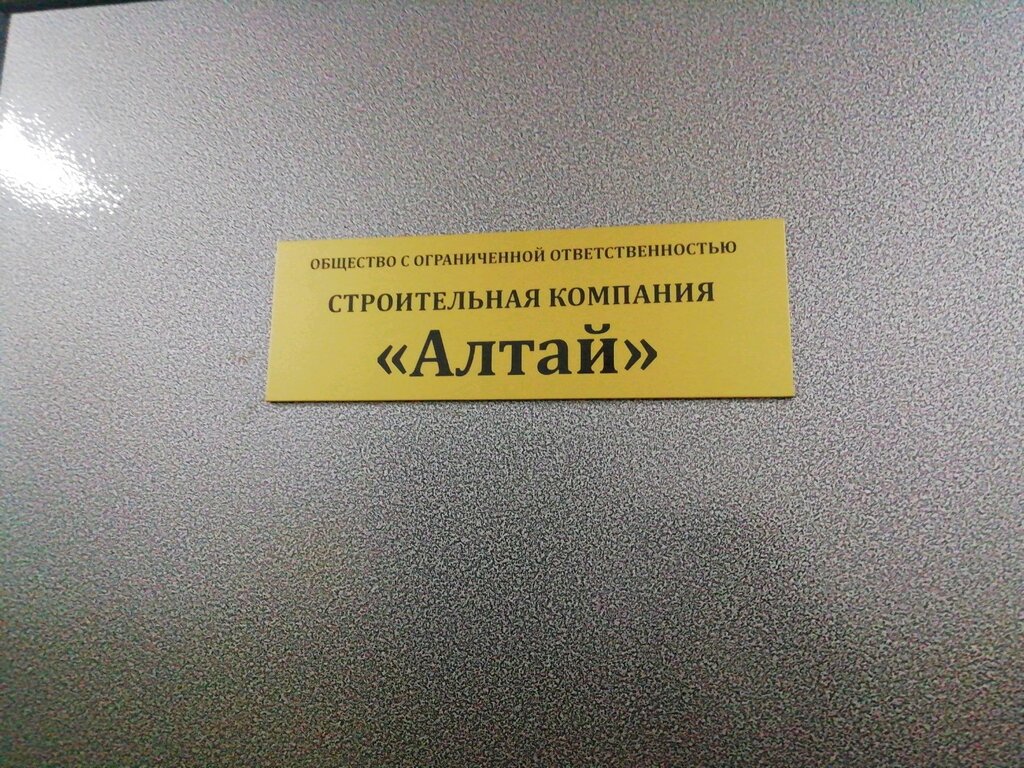 ОБЩЕСТВО С ОГРАНИЧЕННОЙ ОТВЕТСТВЕННОСТЬЮ
СТРОИТЕЛЬНАЯ КОМПАНИЯ
«Алтай»